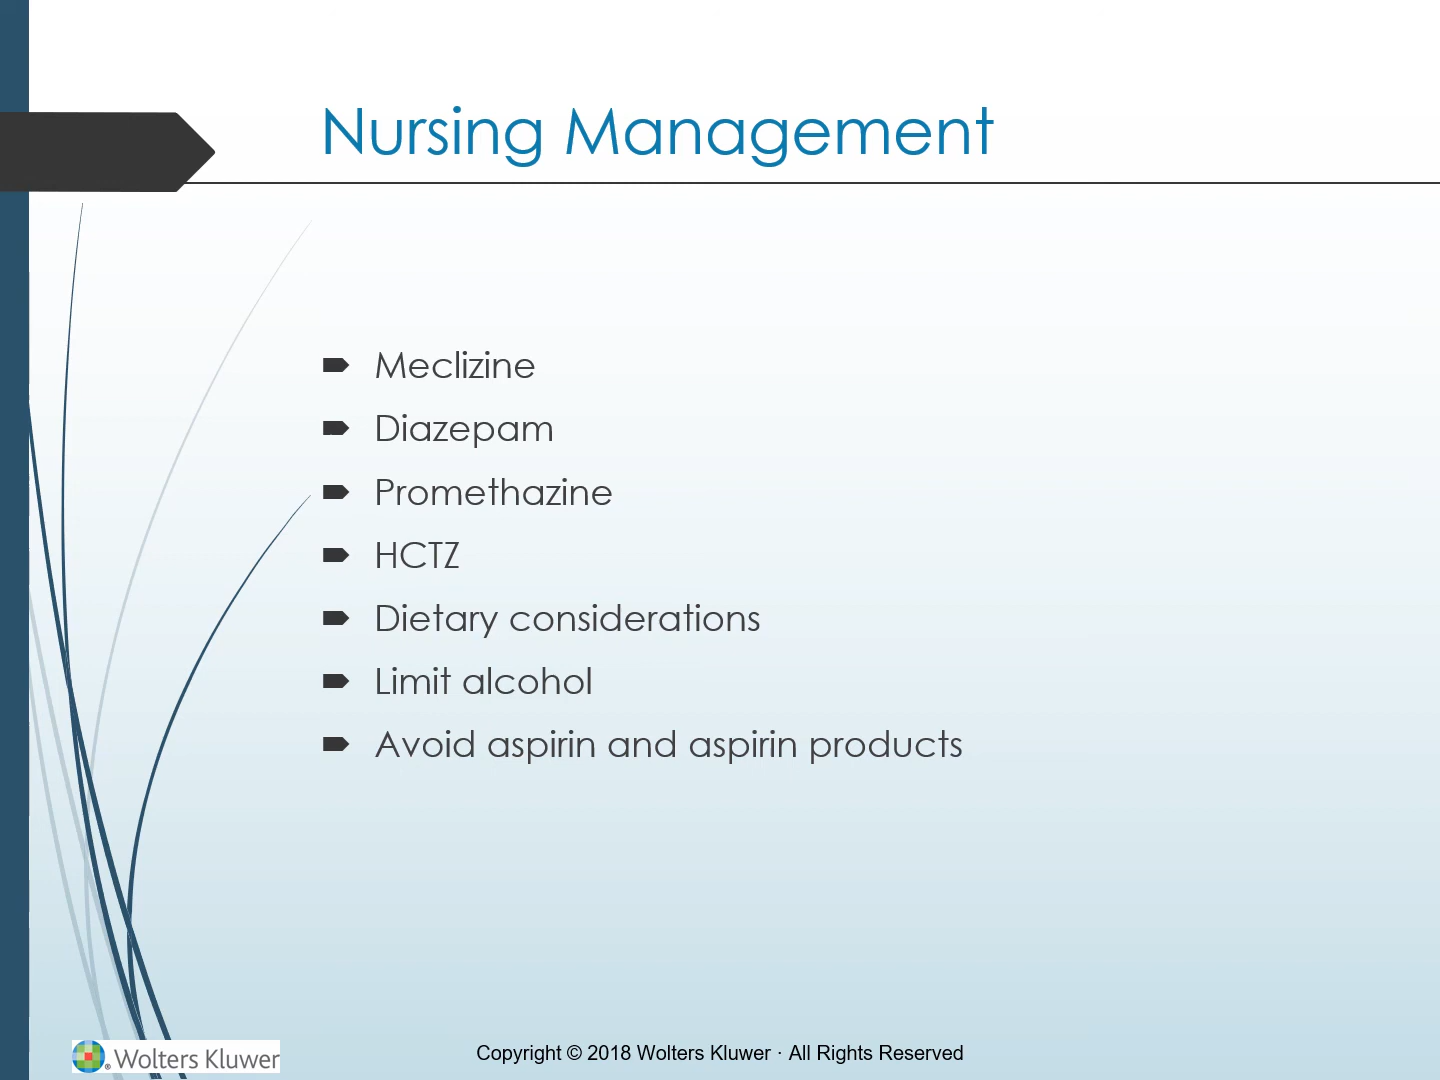 Nursing Management
Meclizine
Diazepam
Promethazine
HCTZ
Dietary considerations
Limit alcohol
Avoid aspirin and aspirin products
Wolters Kluwer
Copyright © 2018 Wolters Kluwer · All Rights Reserved